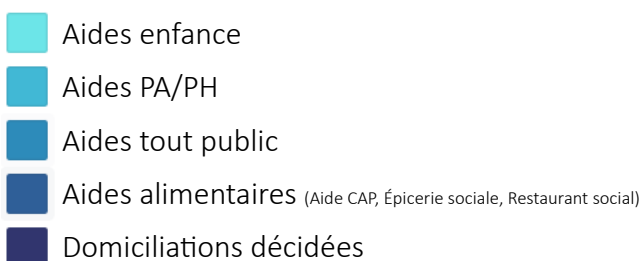 Aides enfance
Aides PA/PH
Aides tout public
Aides alimentaires (Aide CAP, Épicerie sociale, Restaurant social)
Domiciliations décidées